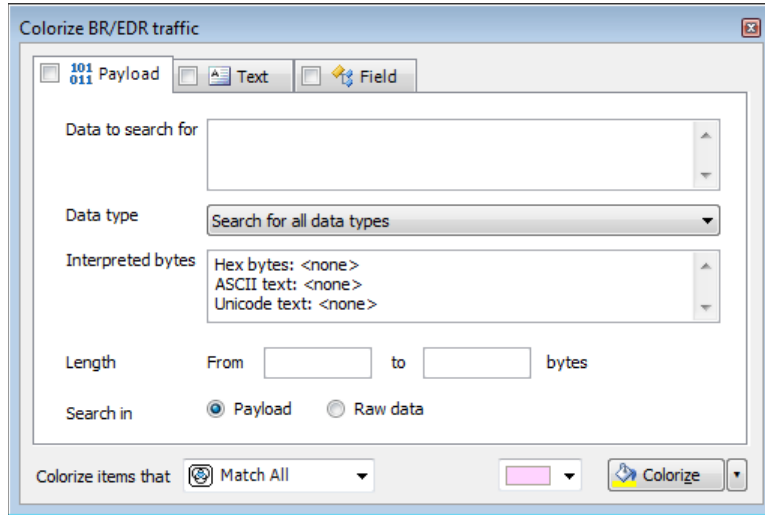 Colorize BR/EDR traffic
101
011 Payload
Text
Field
Data to search for
Data type Search for all data types
Interpreted bytes Hex bytes: <none>
ASCII text: <none>
Unicode text: <none>
Length From to bytes
Search in Payload Raw data
Colorize items that Match All Colorize